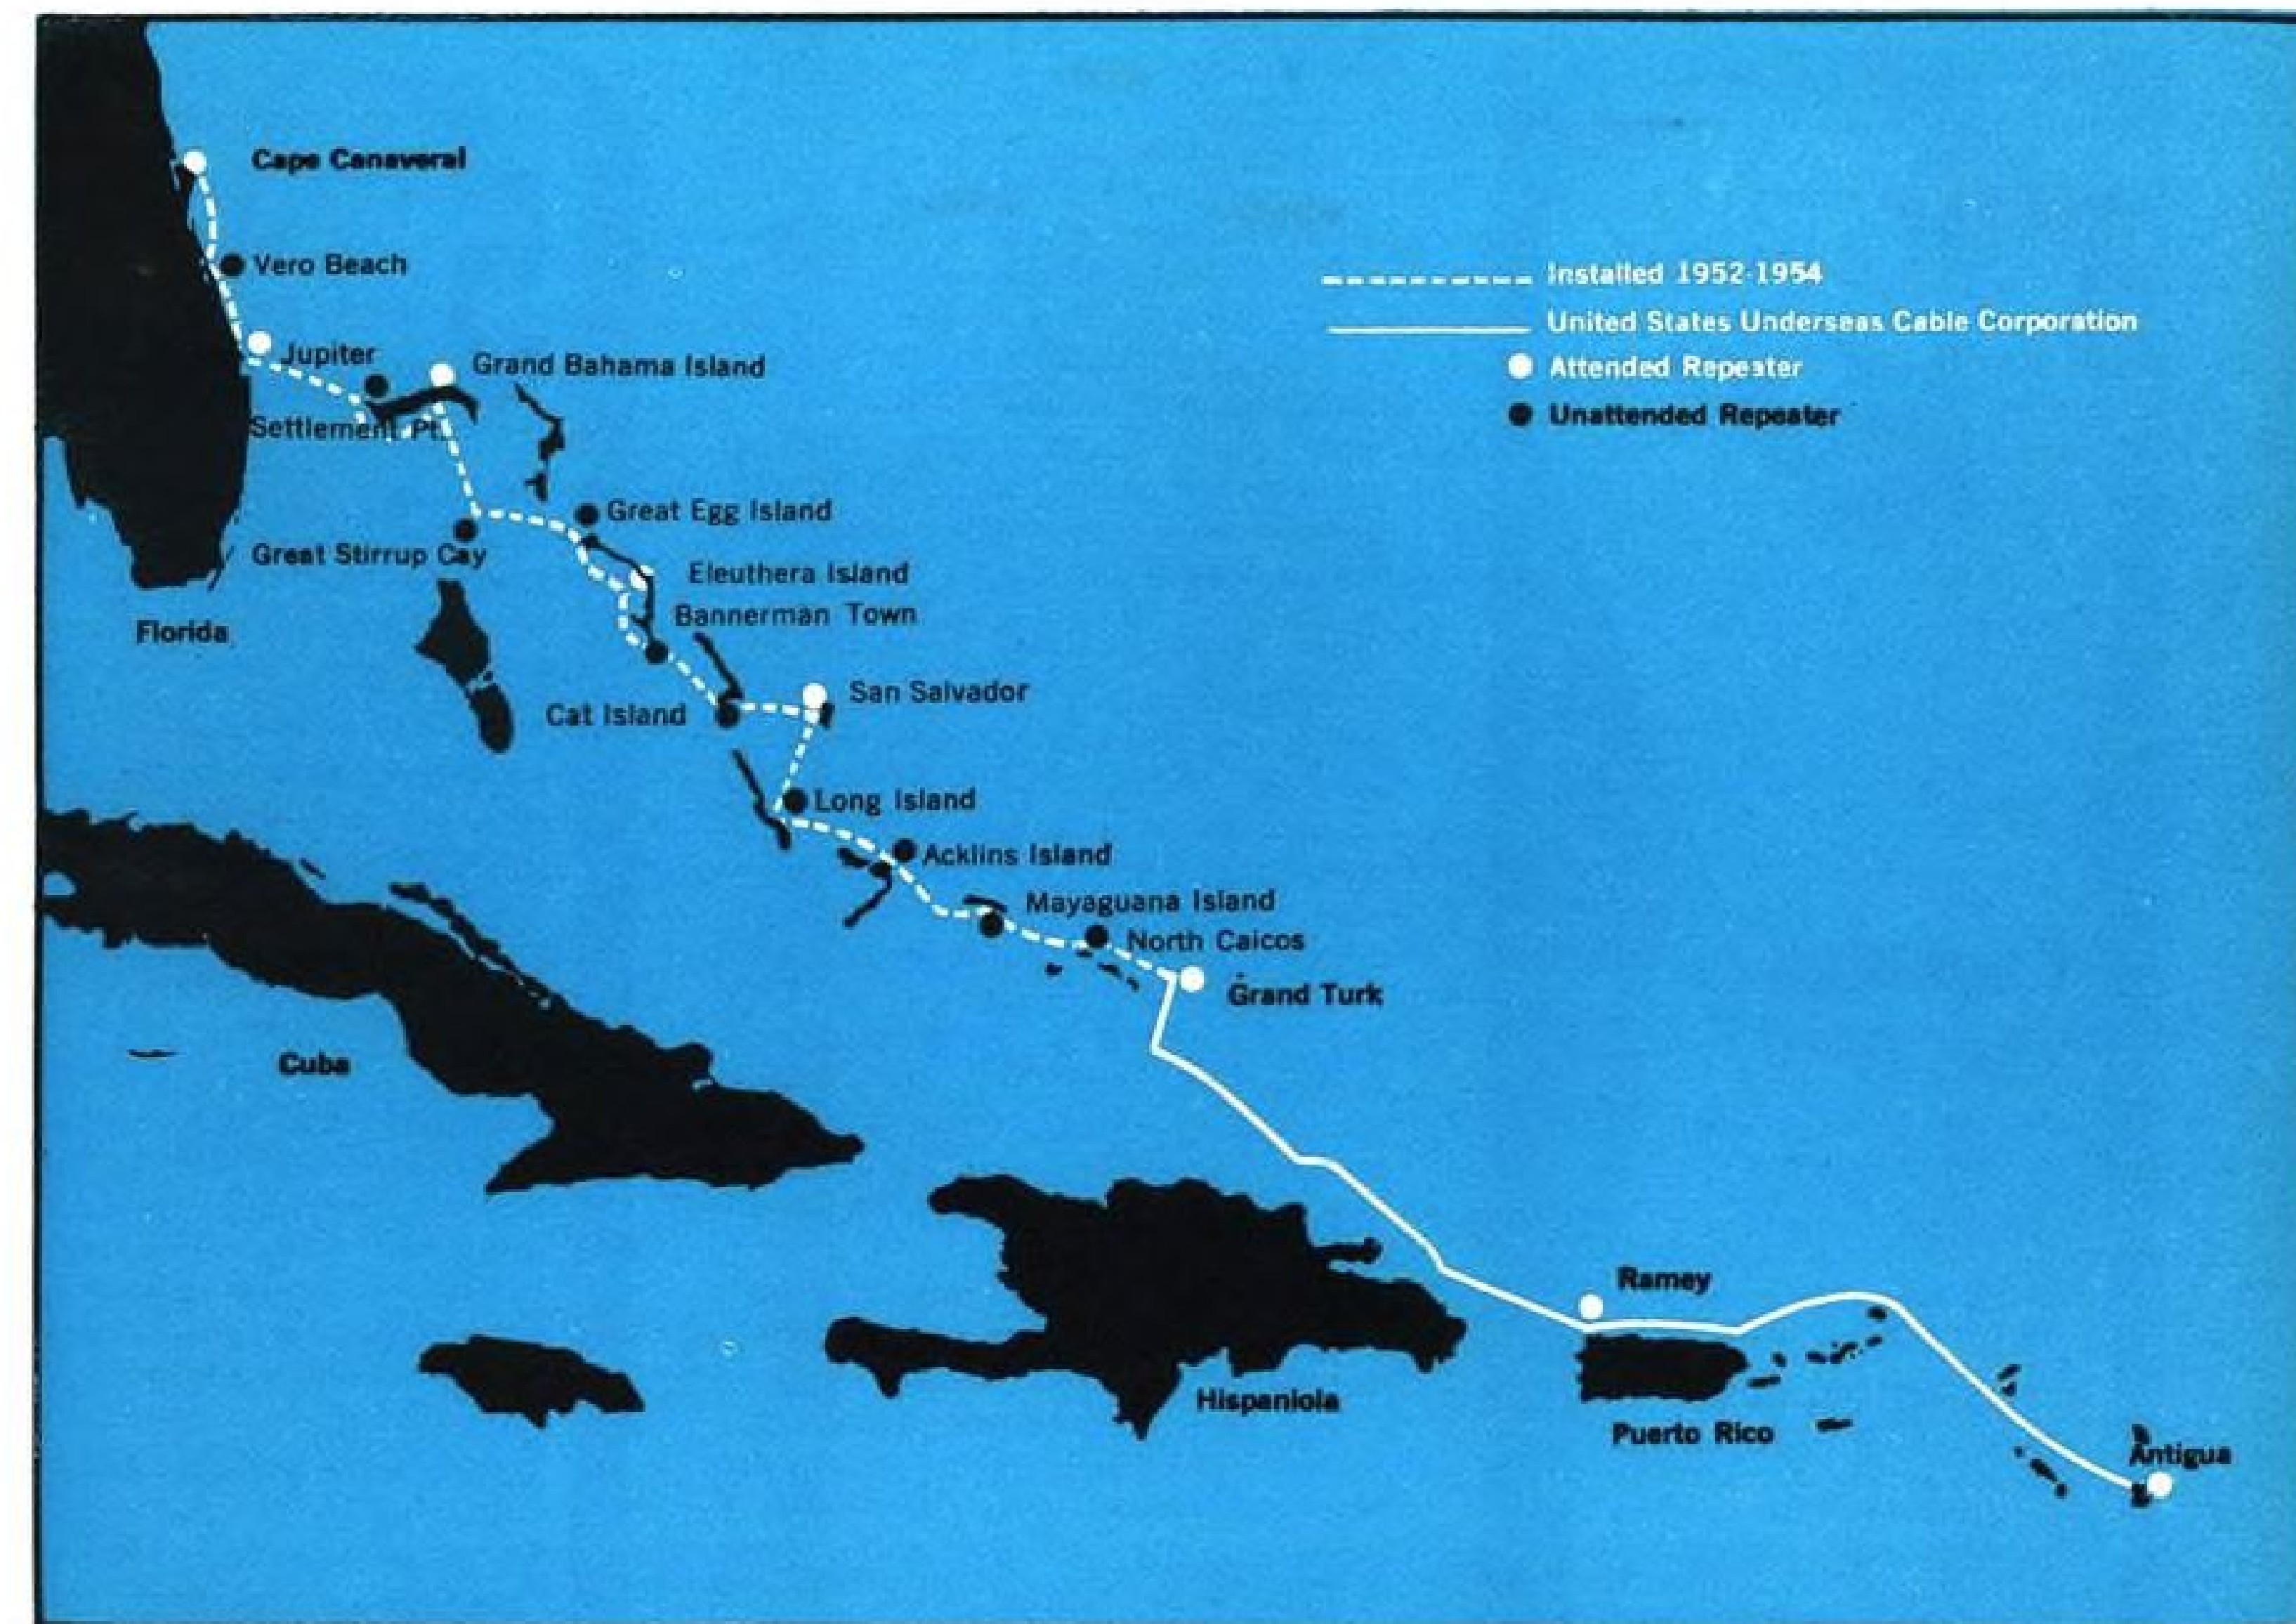 Cape Canaveral
Vero Beach
Installed 1952-1954
United States Underseas Cable Corporation
Attended Repeater
Unattended Repeater
Jupiter
Grand Bahama Island
Settlement Pt.
Great Egg Island
Great Stirrup Cay
Eleuthera Island
Bannerman Town
Florida
San Salvador
Cat Island
Long Island
Acklins Island
Mayaguana Island
North Caicos
Grand Turk
Cuba
Ramey
Hispaniola
Puerto Rico
Antigua